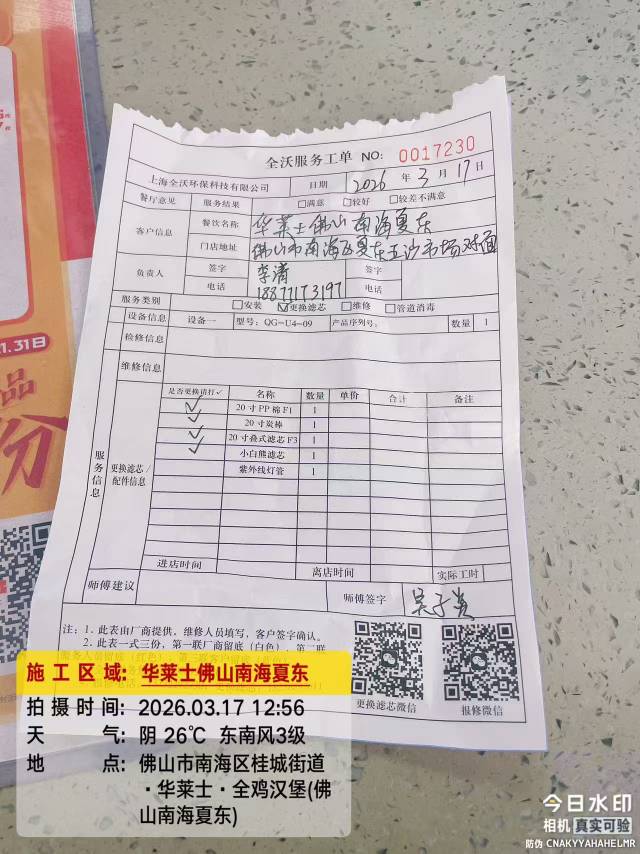 全沃服务工单 NO: 0017230
上海全沃环保科技有限公司 日期 2026 年 3 月 17 日
餐厅意见 服务结果 □满意 □较好 □较差不满意
客户信息 餐饮名称 华莱士佛山南海夏东
门店地址 佛山市南海区夏东五沙市场对面
负责人 签字 李清 签字
电话 18877173197 电话
服务类别 □安装 ☑更换滤芯 □维修 □管道消毒
设备信息 设备一 型号: QG-U4-09 产品序列号: 数量 1
检修信息
维修信息
服务信息 更换滤芯/配件信息
是否更换请打✓ 名称 数量 单价 合计 备注
✓ 20寸PP棉F1 1
✓ 20寸炭棒 1
✓ 20寸叠式滤芯F3 1
✓ 小白熊滤芯 1
紫外线灯管 1
进店时间 离店时间 实际工时
师傅建议 师傅签字
注: 1. 此表由厂商提供, 维修人员填写, 客户签字确认。
2. 此表一式三份, 第一联厂商留底 (白色), 第二联
更换滤芯微信 报修微信
1.31日
品
份
施工区域: 华莱士佛山南海夏东
拍摄时间: 2026.03.17 12:56
天 气: 阴 26℃ 东南风3级
地 点: 佛山市南海区桂城街道
·华莱士·全鸡汉堡(佛
山南海夏东)
今日水印
相机 真实可验
防伪 CNAKYYAHAHELMR